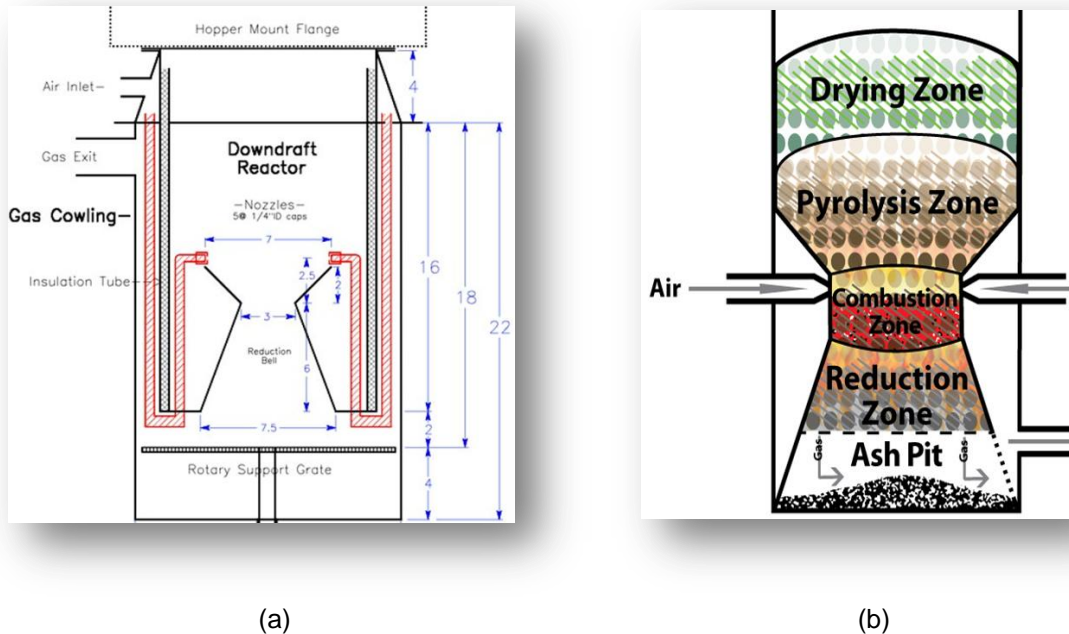 Hopper Mount Flange
Air Inlet
4
Gas Exit
Downdraft
Reactor
Gas Cowling
-Nozzles-
5@ 1/4"ID caps
7
Insulation Tube
2.5
2
16
18
22
3
Reduction
Bell
6
7.5
2
Rotary Support Grate
4
(a)
Drying Zone
Pyrolysis Zone
Air
Combustion
Zone
Reduction
Zone
Gas
Ash Pit
Gas
(b)